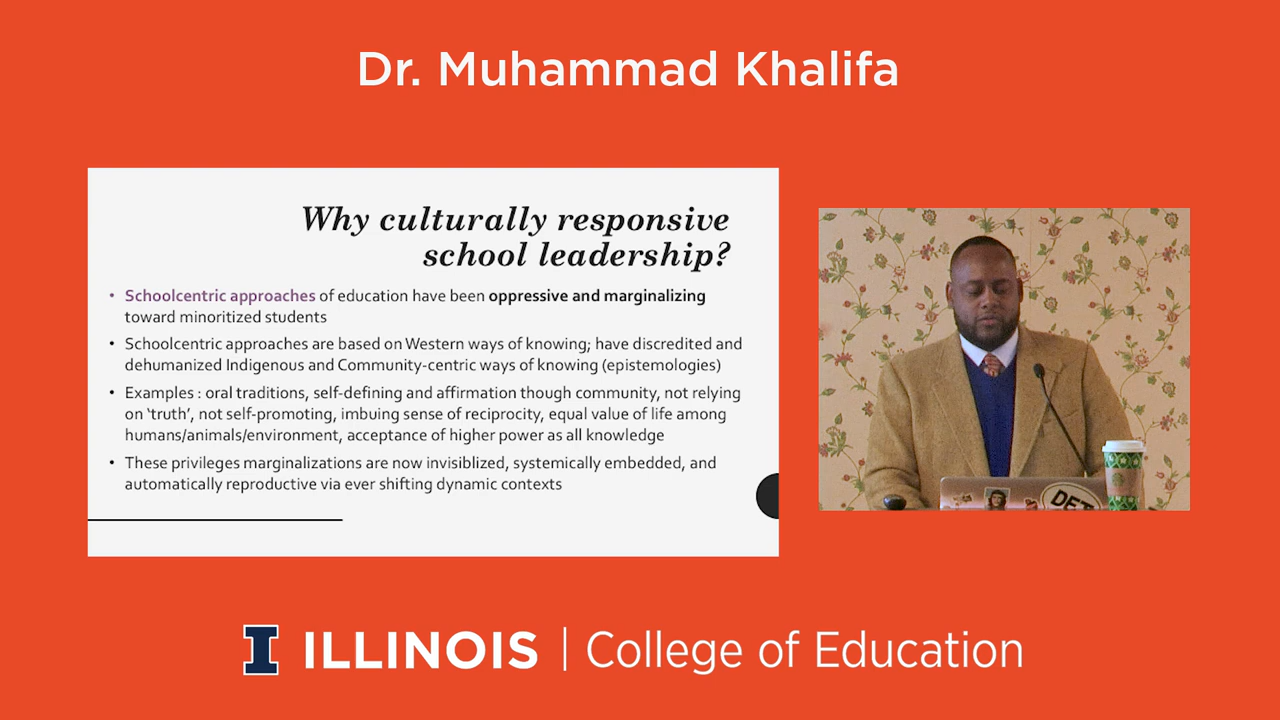 Dr. Muhammad Khalifa
Why culturally responsive
school leadership?
• Schoolcentric approaches of education have been oppressive and marginalizing
toward minoritized students
• Schoolcentric approaches are based on Western ways of knowing; have discredited and
dehumanized Indigenous and Community-centric ways of knowing (epistemologies)
• Examples : oral traditions, self-defining and affirmation though community, not relying
on ‘truth’, not self-promoting, imbuing sense of reciprocity, equal value of life among
humans/animals/environment, acceptance of higher power as all knowledge
• These privileges marginalizations are now invisiblized, systemically embedded, and
automatically reproductive via ever shifting dynamic contexts
DET
I ILLINOIS | College of Education